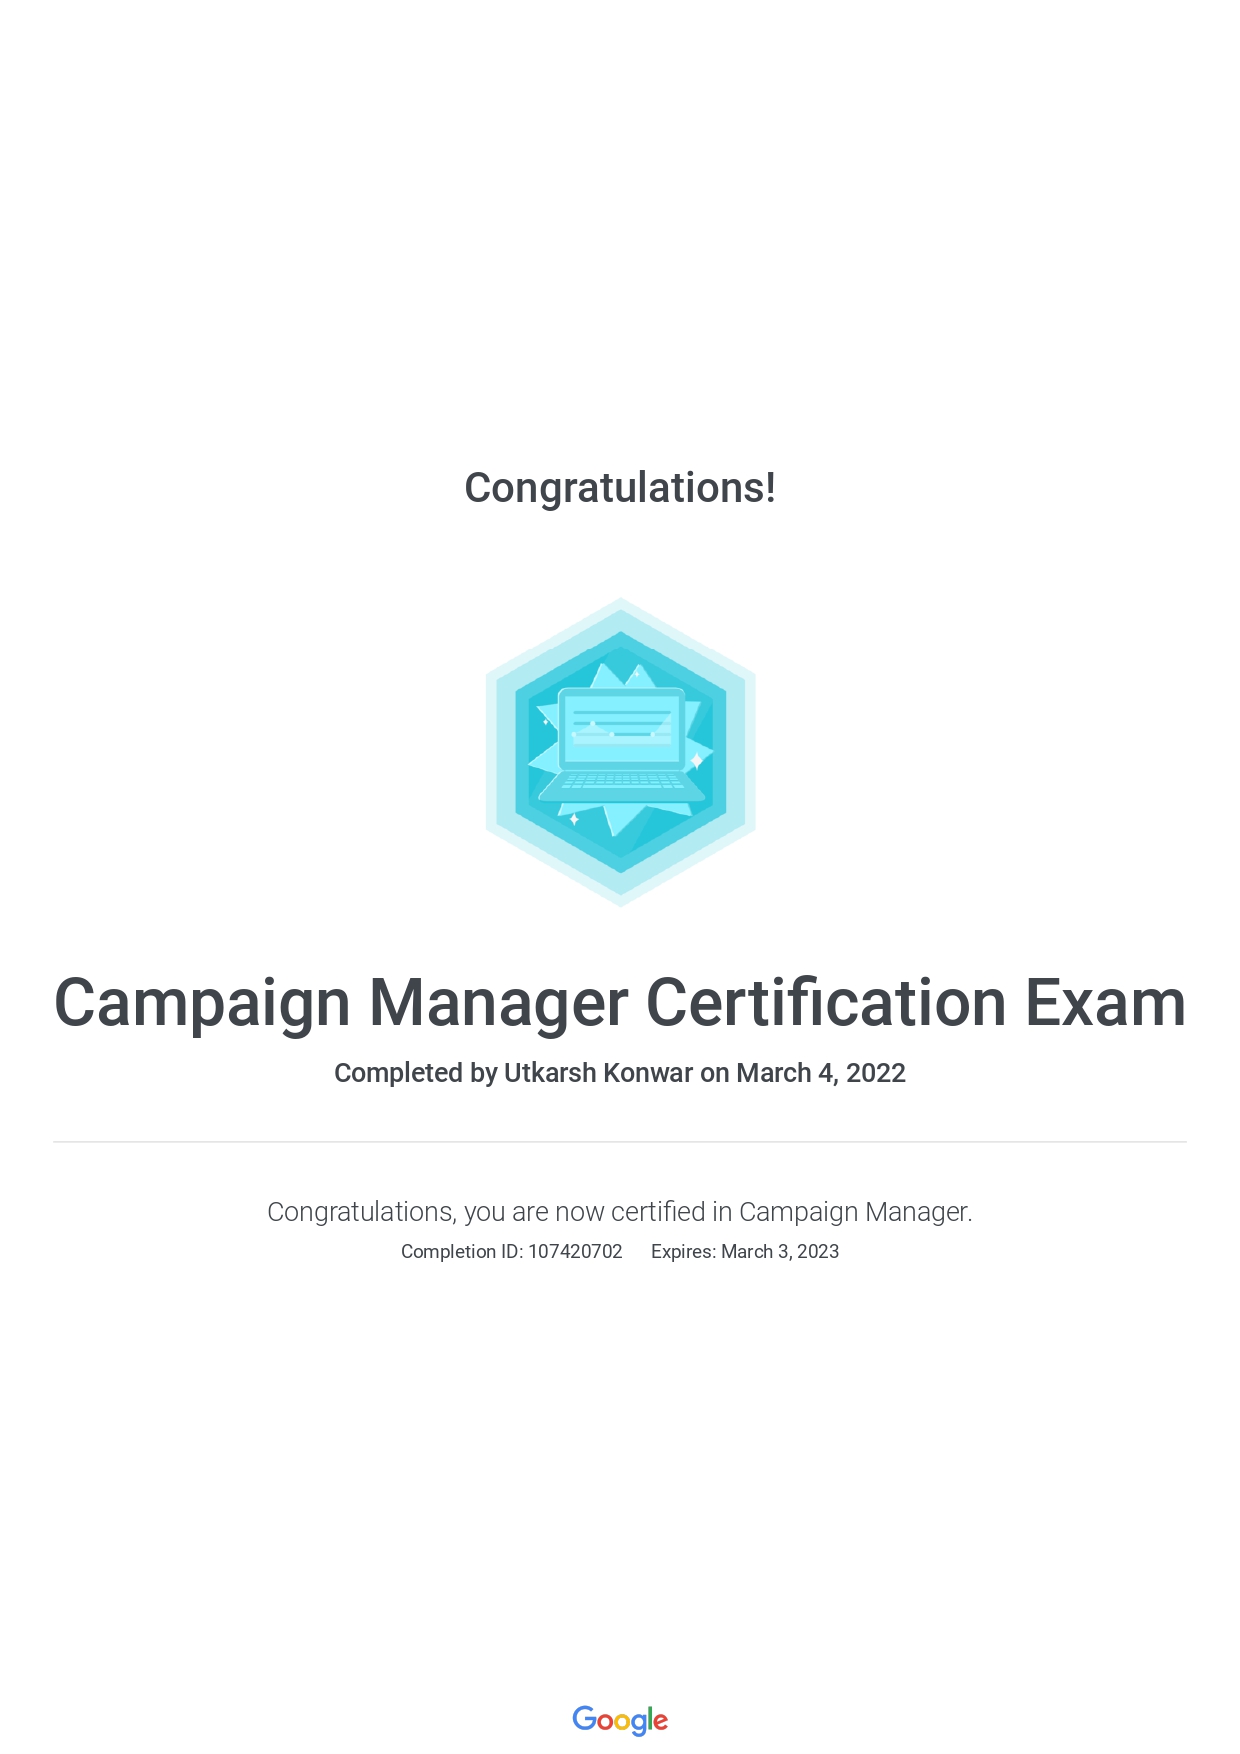 Congratulations!
Campaign Manager Certification Exam
Completed by Utkarsh Konwar on March 4, 2022
Congratulations, you are now certified in Campaign Manager.
Completion ID: 107420702 Expires: March 3, 2023
Google